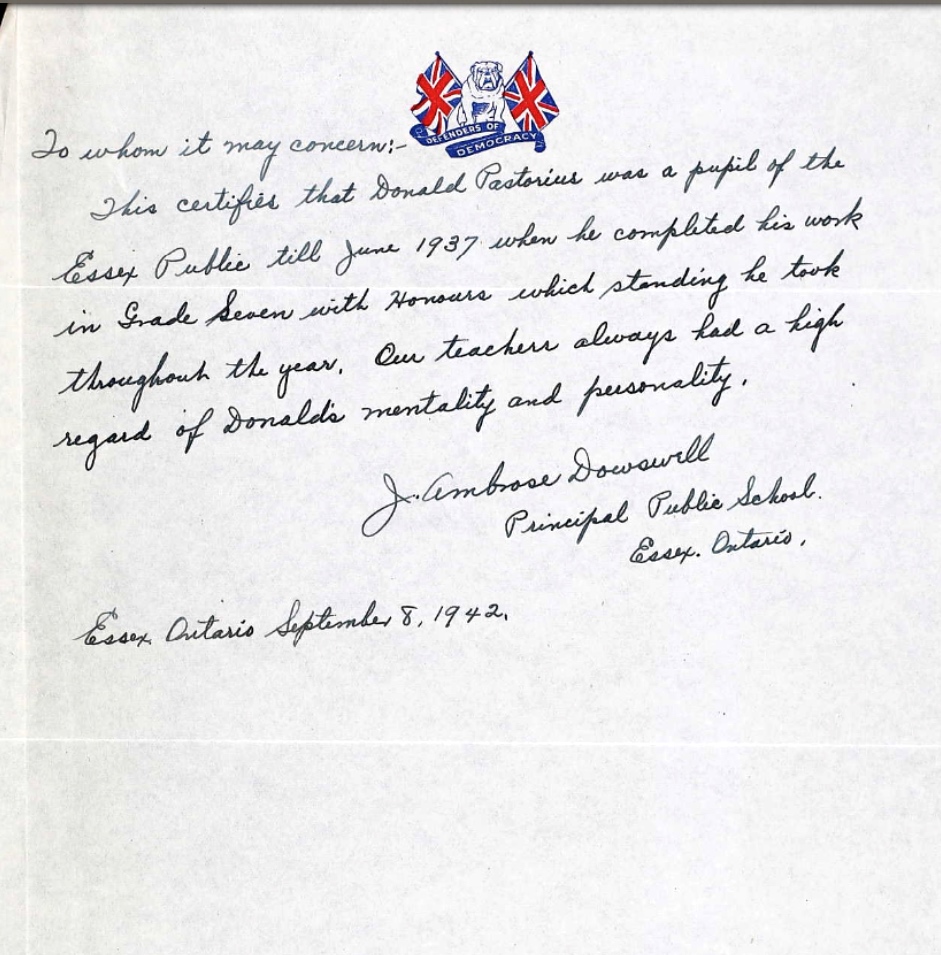 DEFENDERS OF DEMOCRACY
To whom it may concern:-
This certifies that Donald Pastorius was a pupil of the
Essex Public till June 1937 when he completed his work
in Grade Seven with Honours which standing he took
throughout the year. Our teachers always had a high
regard of Donald's mentality and personality.
J. Ambrose Dowswell
Principal Public School.
Essex. Ontario.
Essex. Ontario September 8, 1942.